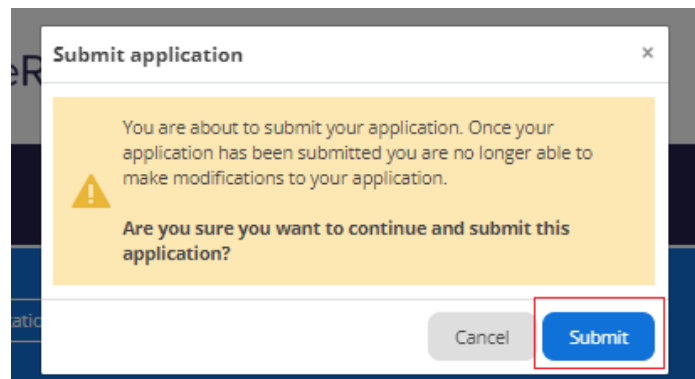 eR
Submit application ×
You are about to submit your application. Once your
application has been submitted you are no longer able to
make modifications to your application.
Are you sure you want to continue and submit this
application?
Cancel Submit